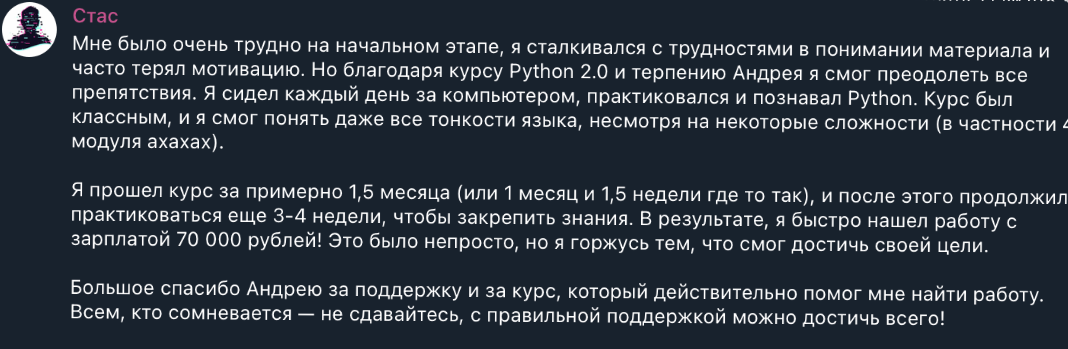 Стас
Мне было очень трудно на начальном этапе, я сталкивался с трудностями в понимании материала и
часто терял мотивацию. Но благодаря курсу Python 2.0 и терпению Андрея я смог преодолеть все
препятствия. Я сидел каждый день за компьютером, практиковался и познавал Python. Курс был
классным, и я смог понять даже все тонкости языка, несмотря на некоторые сложности (в частности 4
модуля ахахах).
Я прошел курс за примерно 1,5 месяца (или 1 месяц и 1,5 недели где то так), и после этого продолжил
практиковаться еще 3-4 недели, чтобы закрепить знания. В результате, я быстро нашел работу с
зарплатой 70 000 рублей! Это было непросто, но я горжусь тем, что смог достичь своей цели.
Большое спасибо Андрею за поддержку и за курс, который действительно помог мне найти работу.
Всем, кто сомневается — не сдавайтесь, с правильной поддержкой можно достичь всего!